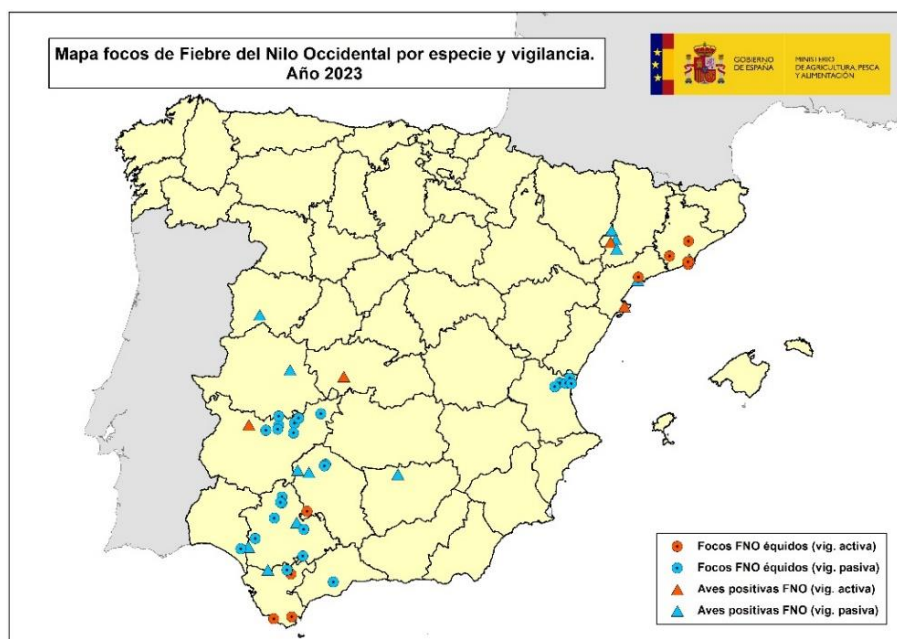 Mapa focos de Fiebre del Nilo Occidental por especie y vigilancia.
Año 2023
GOBIERNO
DE ESPAÑA
MINISTERIO
DE AGRICULTURA, PESCA
Y ALIMENTACIÓN
Focos FNO équidos (vig. activa)
Focos FNO équidos (vig. pasiva)
Aves positivas FNO (vig. activa)
Aves positivas FNO (vig. pasiva)